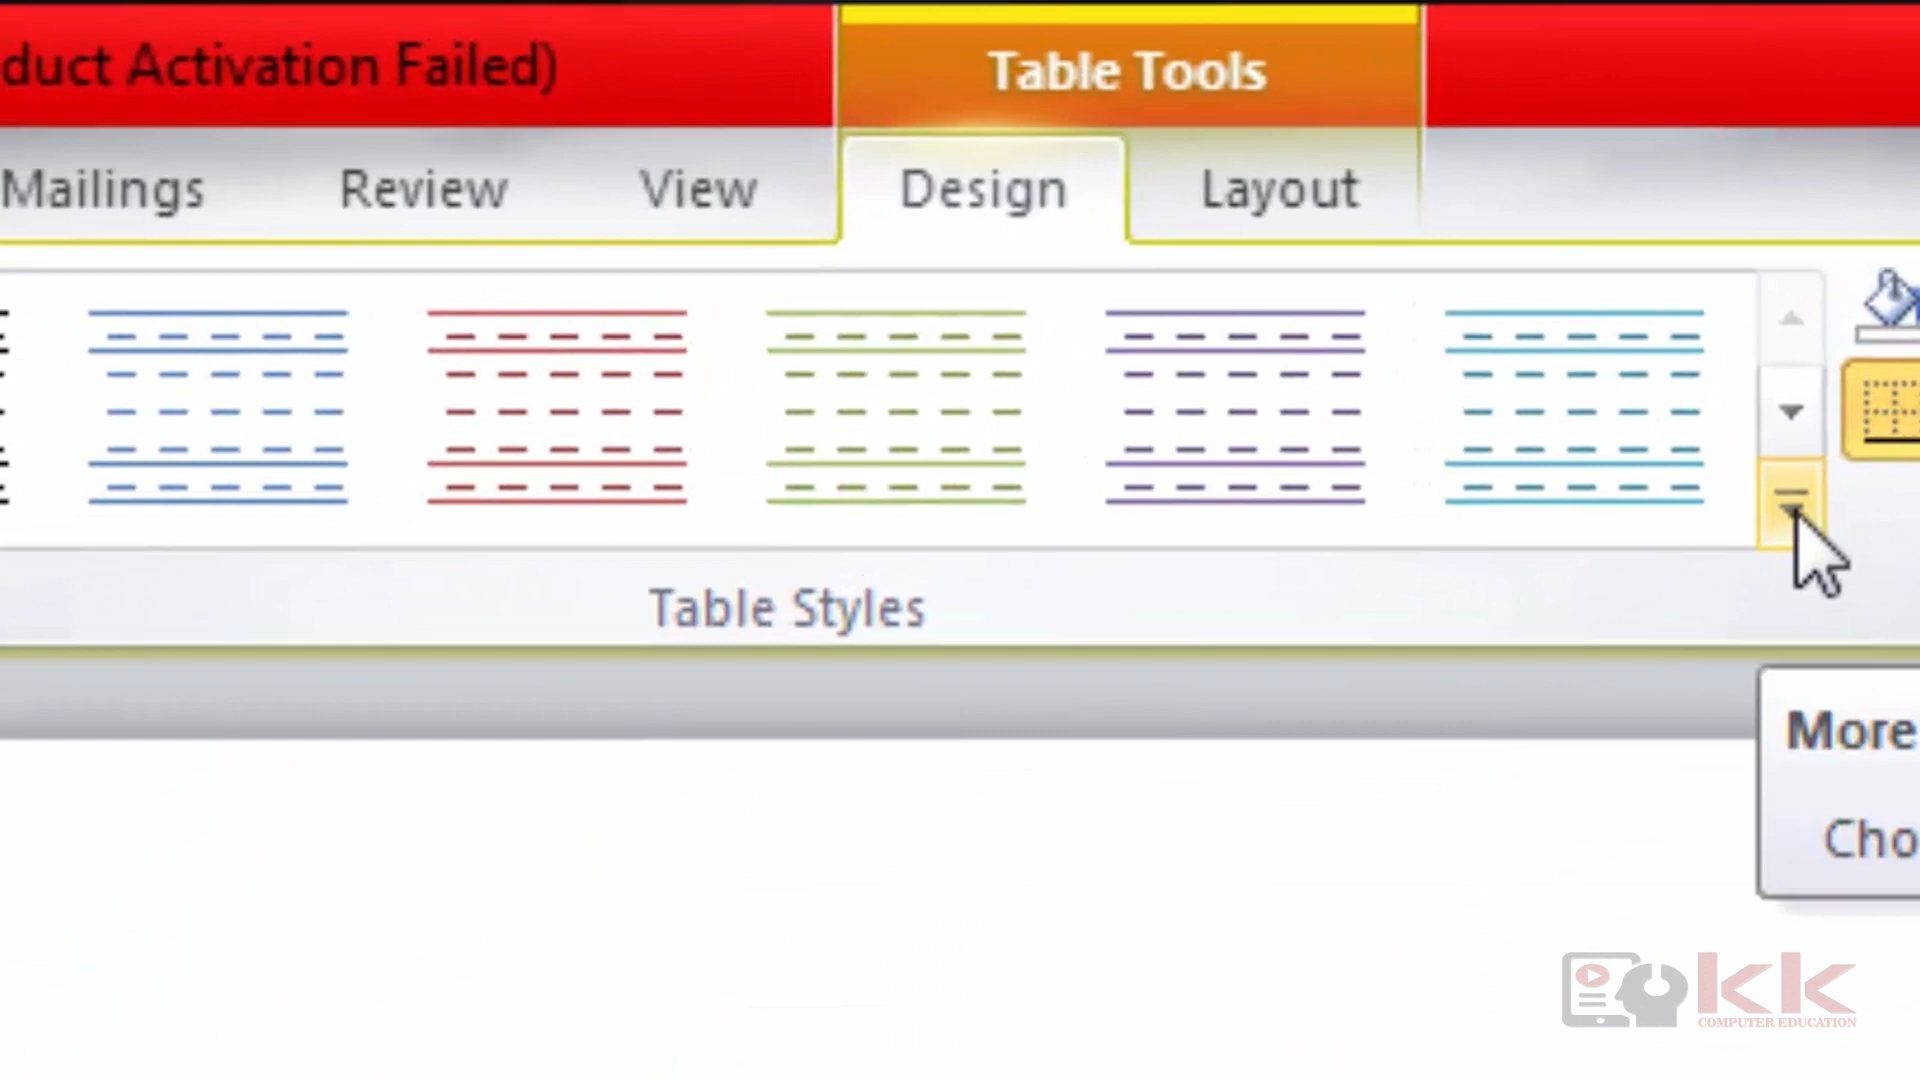 duct Activation Failed)
Table Tools
Mailings Review View Design Layout
Table Styles
More
Cho
KK
COMPUTER EDUCATION